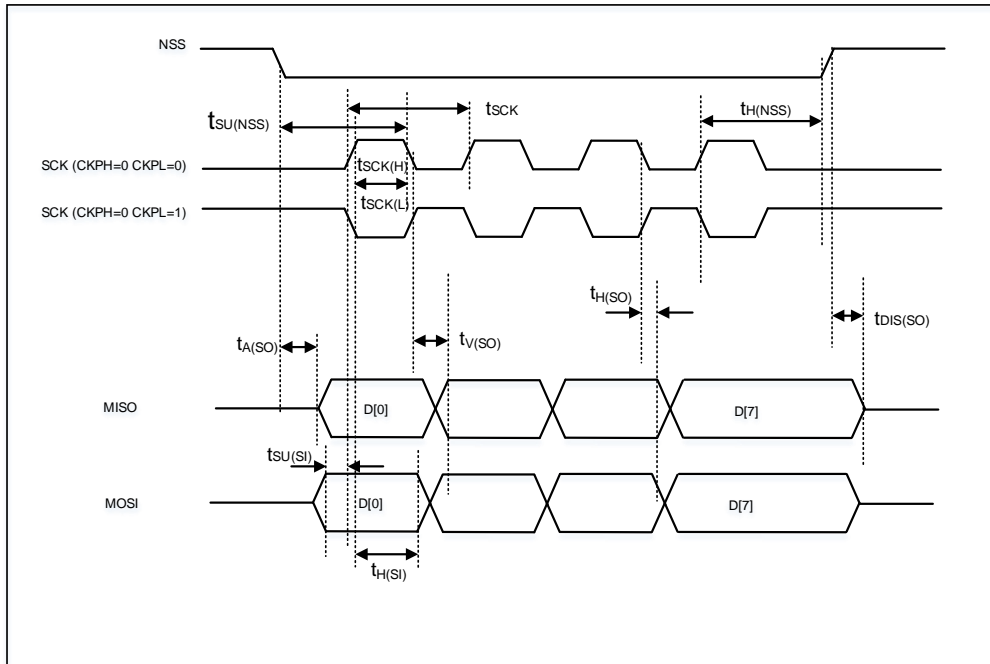 NSS
tSCK
tH(NSS)
tSU(NSS)
SCK (CKPH=0 CKPL=0)
tSCK(H)
tSCK(L)
SCK (CKPH=0 CKPL=1)
tH(SO)
tDIS(SO)
tV(SO)
tA(SO)
MISO
D[0]
D[7]
tSU(SI)
MOSI
D[0]
D[7]
tH(SI)